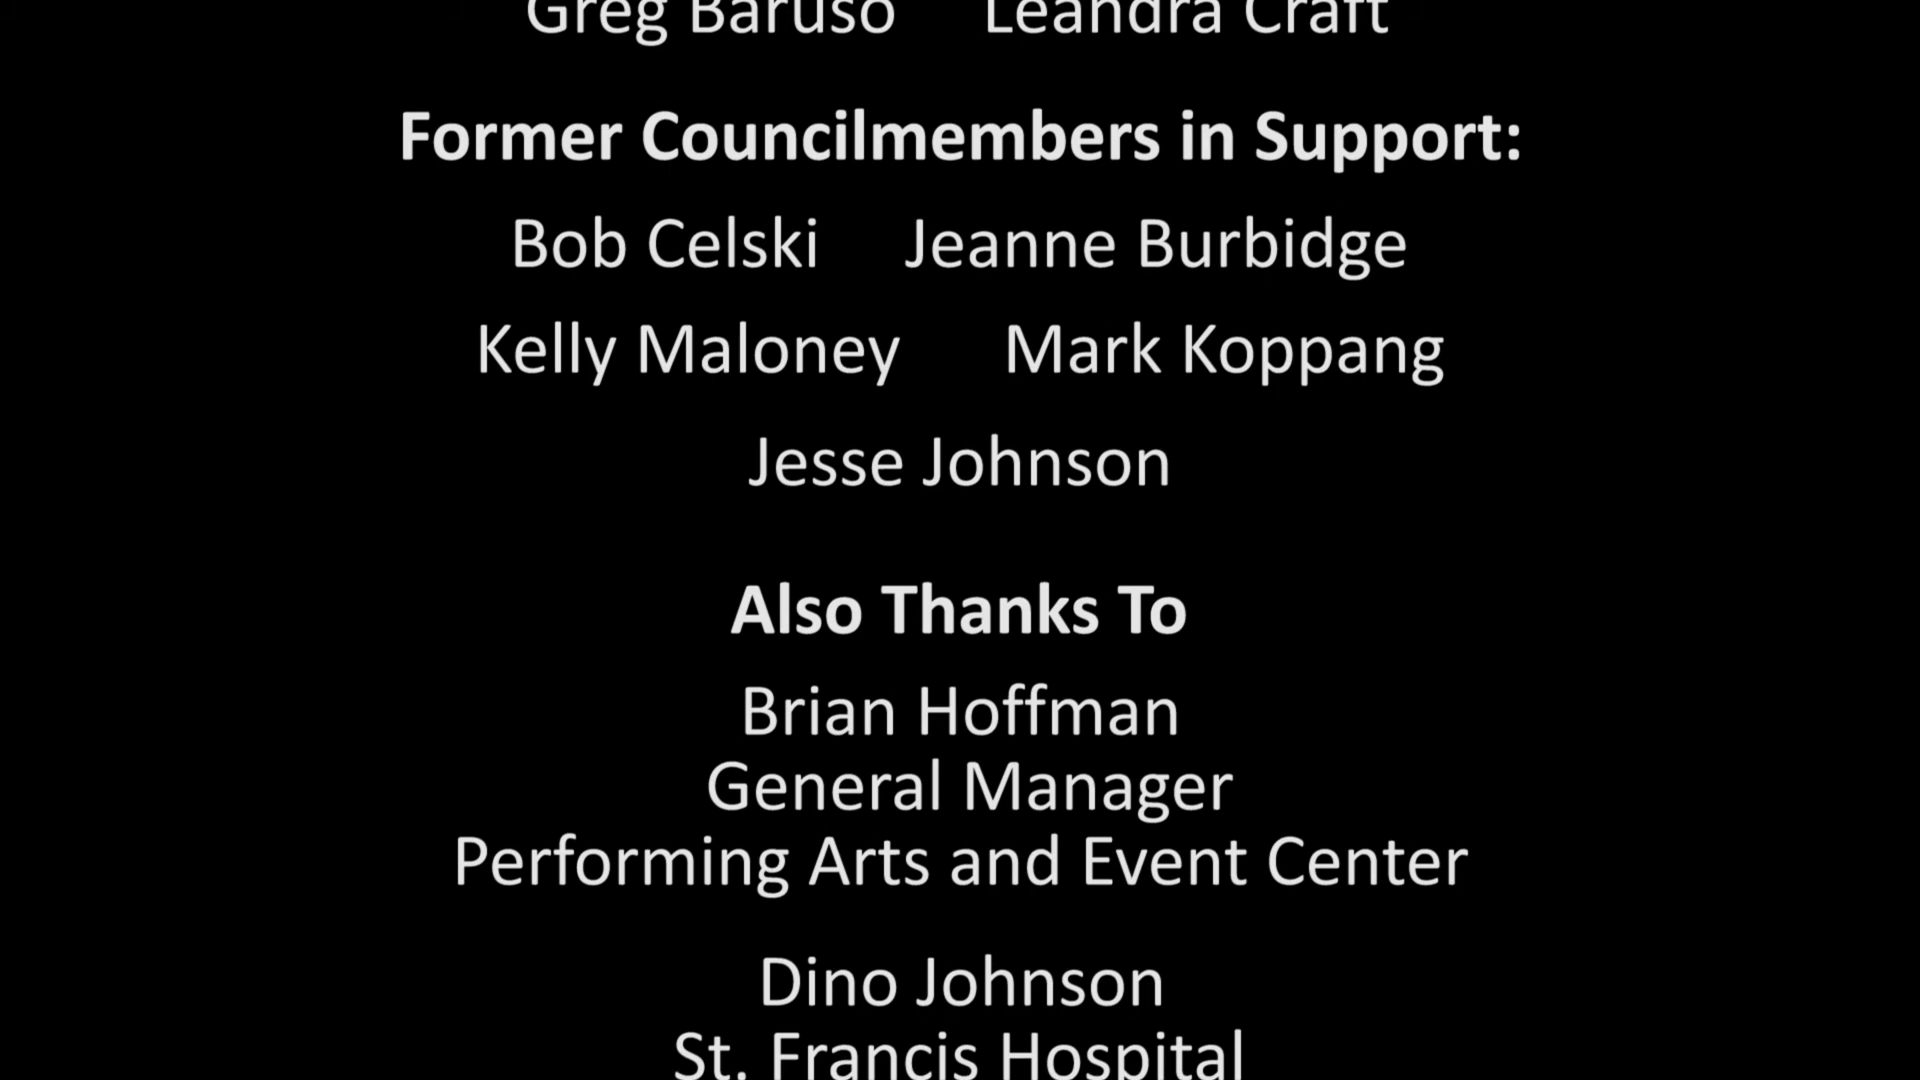 Greg Baruso Leandra Craft
Former Councilmembers in Support:
Bob Celski Jeanne Burbidge
Kelly Maloney Mark Koppang
Jesse Johnson
Also Thanks To
Brian Hoffman
General Manager
Performing Arts and Event Center
Dino Johnson
St. Francis Hospital